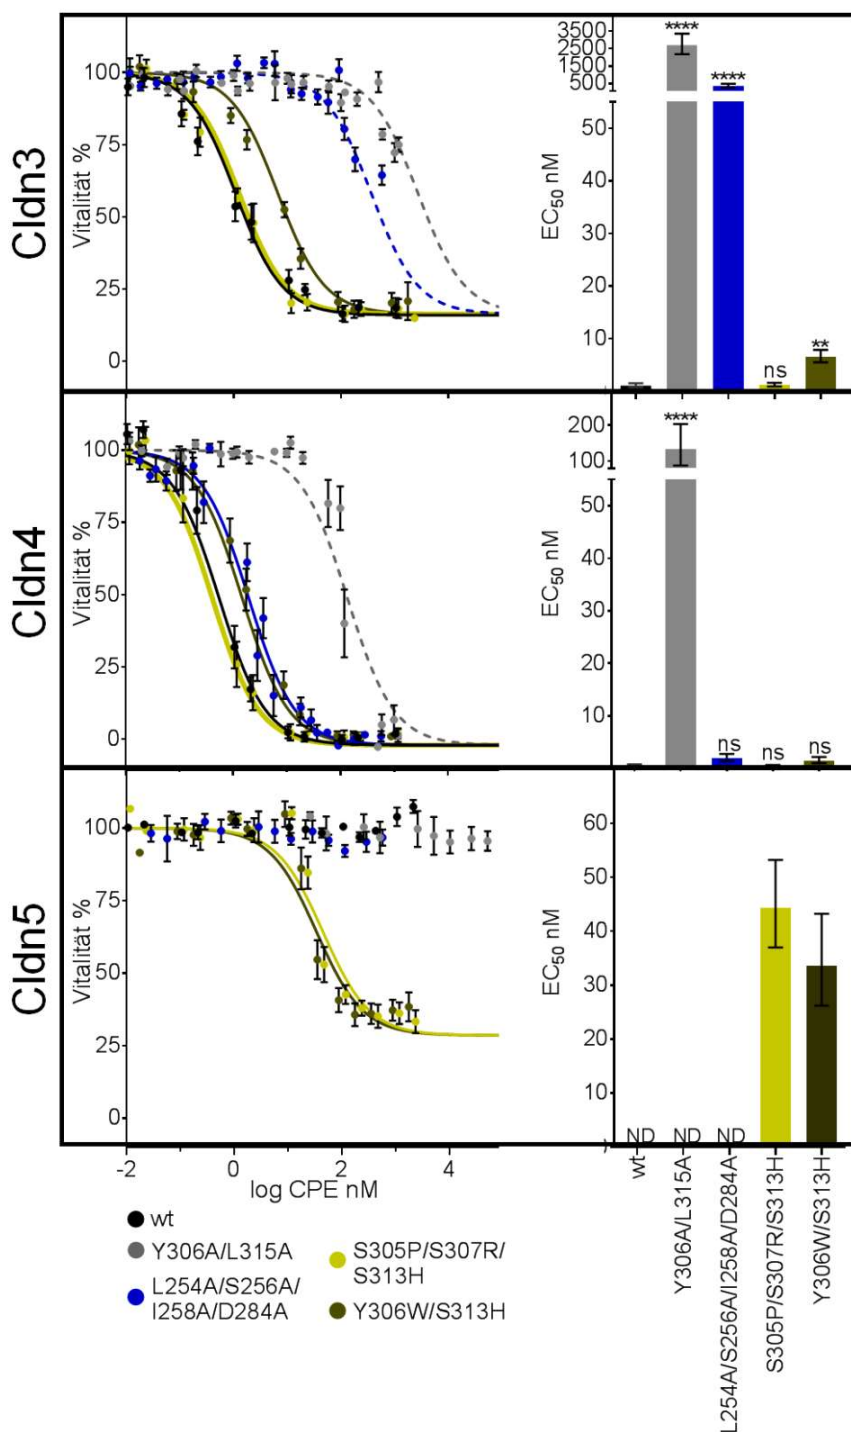 Cldn3
Vitalität %
100
75
50
25
0
EC50 nM
3500
2500
1500
500
50
40
30
20
10
****
****
ns
**
Cldn4
Vitalität %
100
75
50
25
0
EC50 nM
200
100
50
40
30
20
10
****
ns
ns
ns
Cldn5
Vitalität %
100
75
50
25
0
EC50 nM
60
50
40
30
20
10
ND
ND
ND
-2
0
2
4
log CPE nM
wt
Y306A/L315A
L254A/S256A/I258A/D284A
S305P/S307R/S313H
Y306W/S313H
wt
Y306A/L315A
L254A/S256A/
I258A/D284A
S305P/S307R/
S313H
Y306W/S313H